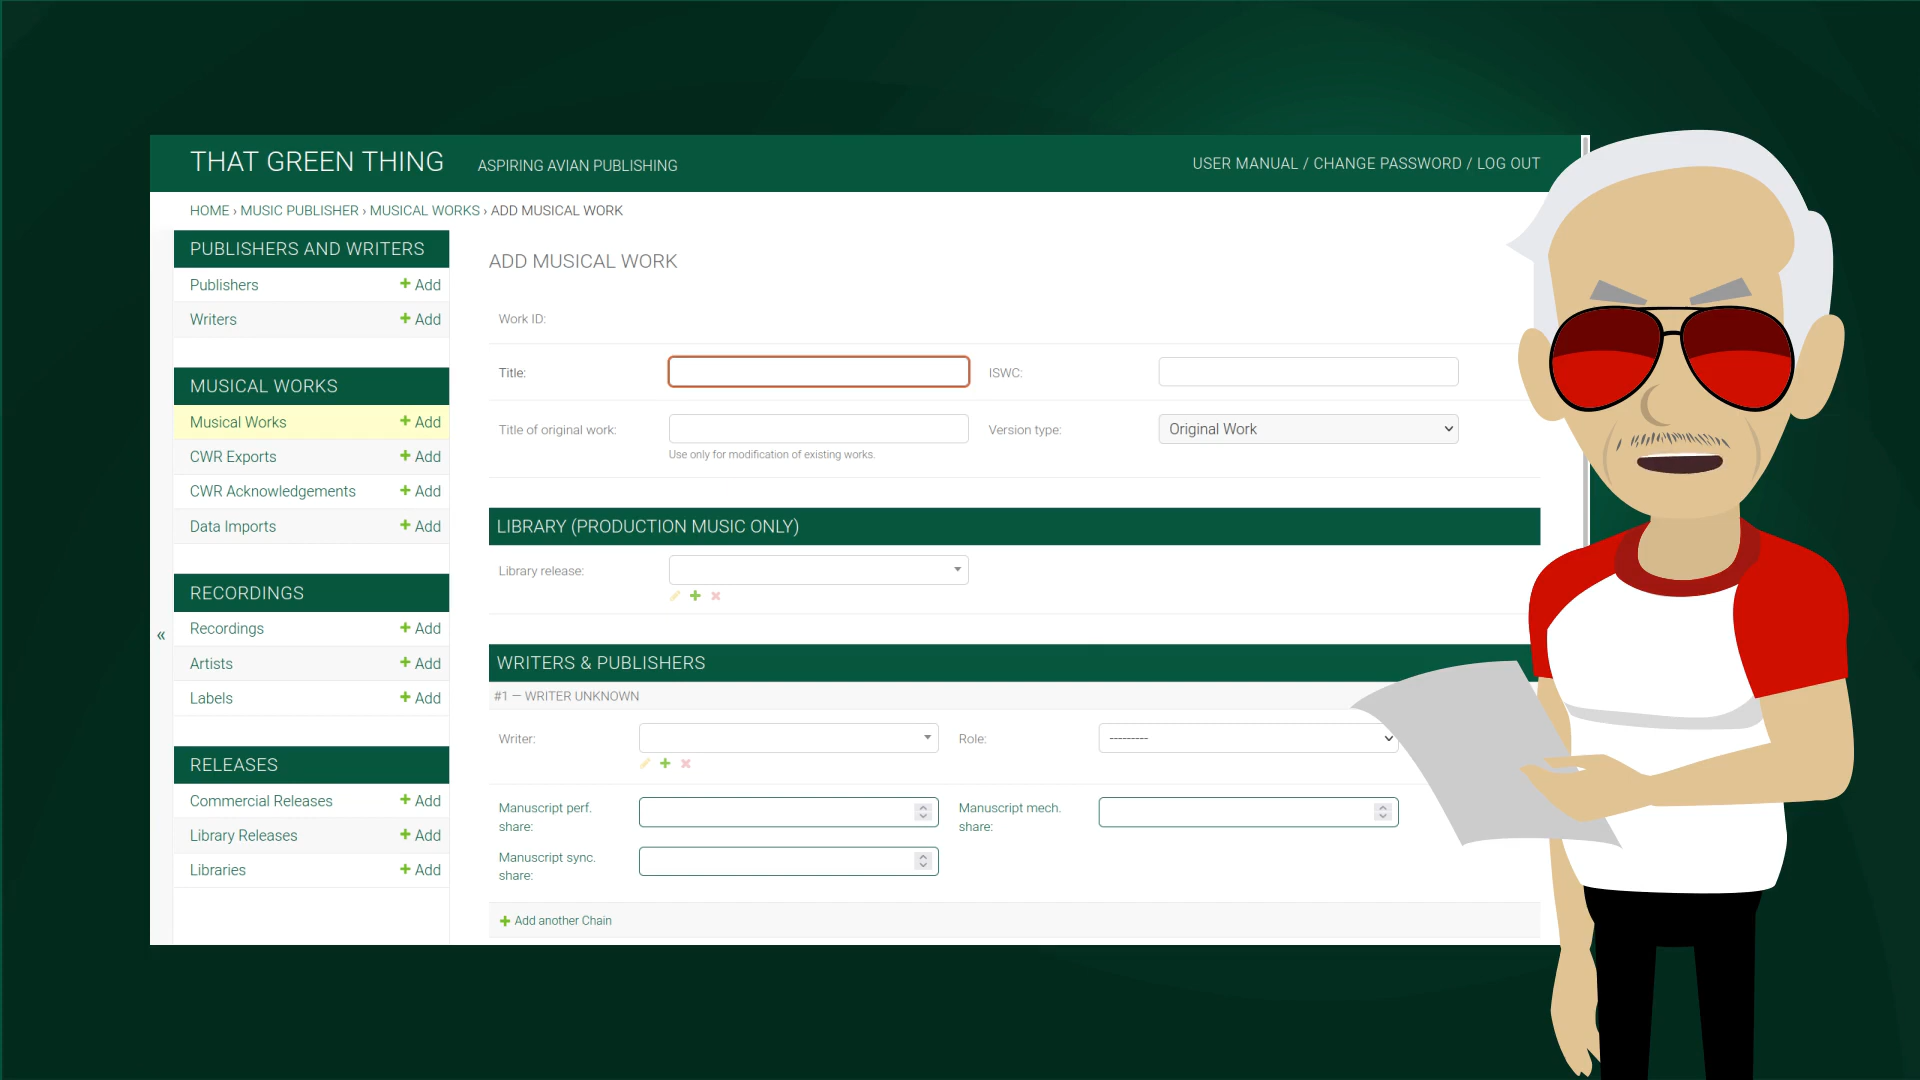 THAT GREEN THING ASPIRING AVIAN PUBLISHING USER MANUAL / CHANGE PASSWORD / LOG OUT
HOME › MUSIC PUBLISHER › MUSICAL WORKS › ADD MUSICAL WORK
PUBLISHERS AND WRITERS
Publishers + Add
Writers + Add
MUSICAL WORKS
Musical Works + Add
CWR Exports + Add
CWR Acknowledgements + Add
Data Imports + Add
RECORDINGS
Recordings + Add
Artists + Add
Labels + Add
RELEASES
Commercial Releases + Add
Library Releases + Add
Libraries + Add
«
ADD MUSICAL WORK
Work ID:
Title: ISWC:
Title of original work: Version type: Original Work
Use only for modification of existing works.
LIBRARY (PRODUCTION MUSIC ONLY)
Library release:
WRITERS & PUBLISHERS
#1 — WRITER UNKNOWN
Writer: Role: ---------
Manuscript perf. share: Manuscript mech. share:
Manuscript sync. share:
+ Add another Chain